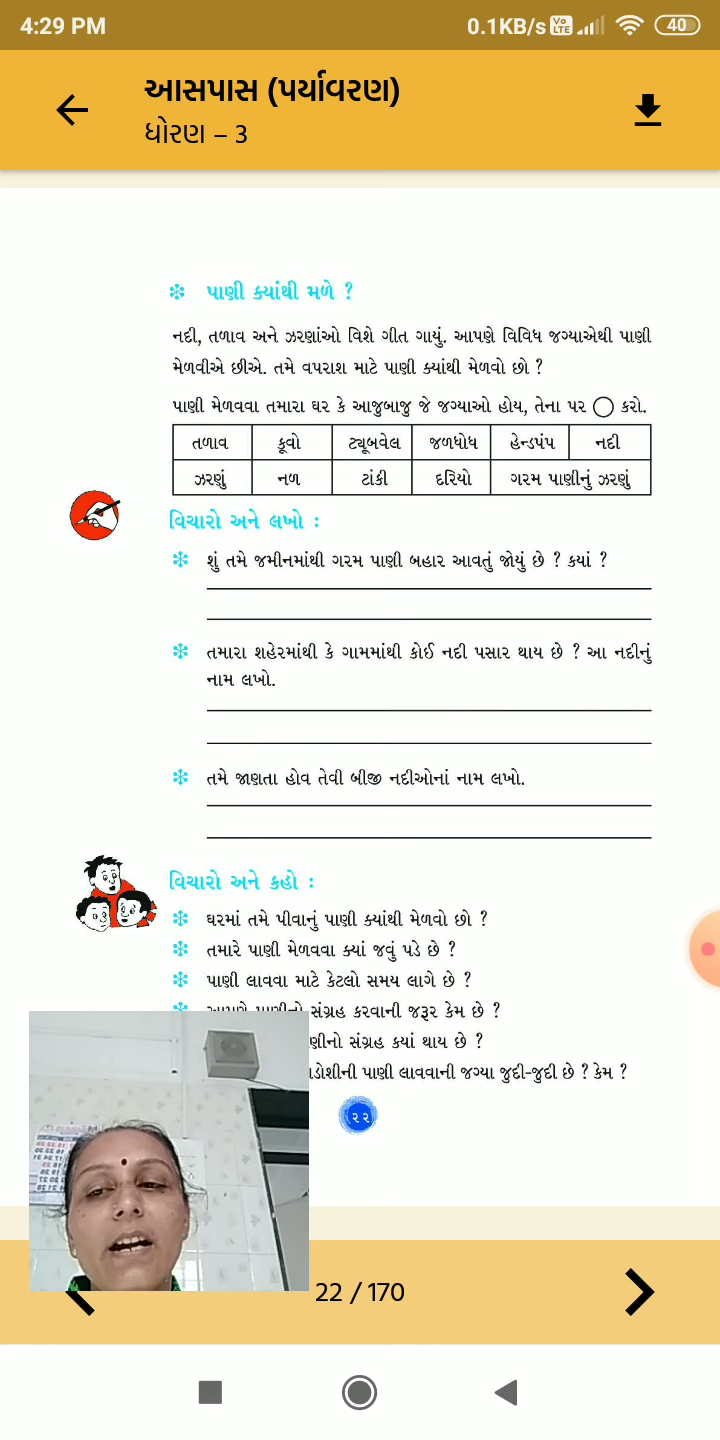 4:29 PM
0.1KB/s Vo LTE 40
આસપાસ (પર્યાવરણ)
ધોરણ – 3
પાણી ક્યાંથી મળે ?
નદી, તળાવ અને ઝરણાંઓ વિશે ગીત ગાયું. આપણે વિવિધ જગ્યાએથી પાણી
મેળવીએ છીએ. તમે વપરાશ માટે પાણી ક્યાંથી મેળવો છો ?
પાણી મેળવવા તમારા ઘર કે આજુબાજુ જે જગ્યાઓ હોય, તેના પર ◯ કરો.
તળાવ કૂવો ટ્યૂબવેલ જળધોધ હેન્ડપંપ નદી
ઝરણું નળ ટાંકી દરિયો ગરમ પાણીનું ઝરણું
વિચારો અને લખો :
શું તમે જમીનમાંથી ગરમ પાણી બહાર આવતું જોયું છે ? કયાં ?
તમારા શહેરમાંથી કે ગામમાંથી કોઈ નદી પસાર થાય છે ? આ નદીનું
નામ લખો.
તમે જાણતા હોવ તેવી બીજી નદીઓનાં નામ લખો.
વિચારો અને કહો :
ઘરમાં તમે પીવાનું પાણી ક્યાંથી મેળવો છો ?
તમારે પાણી મેળવવા ક્યાં જવું પડે છે ?
પાણી લાવવા માટે કેટલો સમય લાગે છે ?
સંગ્રહ કરવાની જરૂર કેમ છે ?
સંગ્રહ કયાં થાય છે ?
પાણી લાવવાની જગ્યા જુદી-જુદી છે ? કેમ ?
૨૨
22 / 170